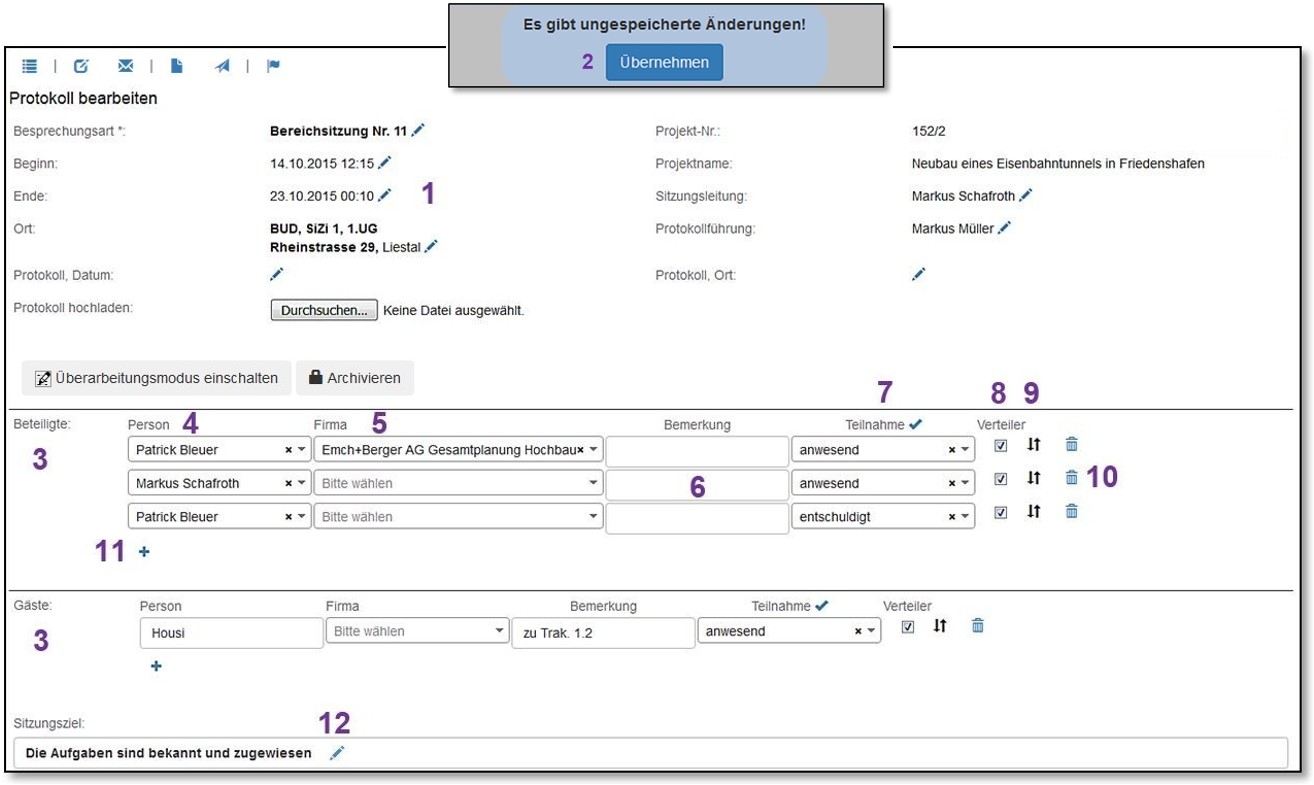 Es gibt ungespeicherte Änderungen!
2 Übernehmen
Protokoll bearbeiten
Besprechungsart *: Bereichsitzung Nr. 11 Projekt-Nr.: 152/2
Beginn: 14.10.2015 12:15 Projektname: Neubau eines Eisenbahntunnels in Friedenshafen
Ende: 23.10.2015 00:10 1 Sitzungsleitung: Markus Schafroth
Ort: BUD, SiZi 1, 1.UG Protokollführung: Markus Müller
Rheinstrasse 29, Liestal
Protokoll, Datum: Protokoll, Ort:
Protokoll hochladen: Durchsuchen... Keine Datei ausgewählt.
Überarbeitungsmodus einschalten Archivieren
7 8 9
Beteiligte: Person 4 Firma 5 Bemerkung Teilnahme Verteiler
3 Patrick Bleuer × Emch+Berger AG Gesamtplanung Hochbau× anwesend ×
Markus Schafroth × Bitte wählen 6 anwesend × 10
Patrick Bleuer × Bitte wählen entschuldigt ×
11 +
Gäste: Person Firma Bemerkung Teilnahme Verteiler
3 Housi Bitte wählen zu Trak. 1.2 anwesend ×
+
Sitzungsziel: 12
Die Aufgaben sind bekannt und zugewiesen